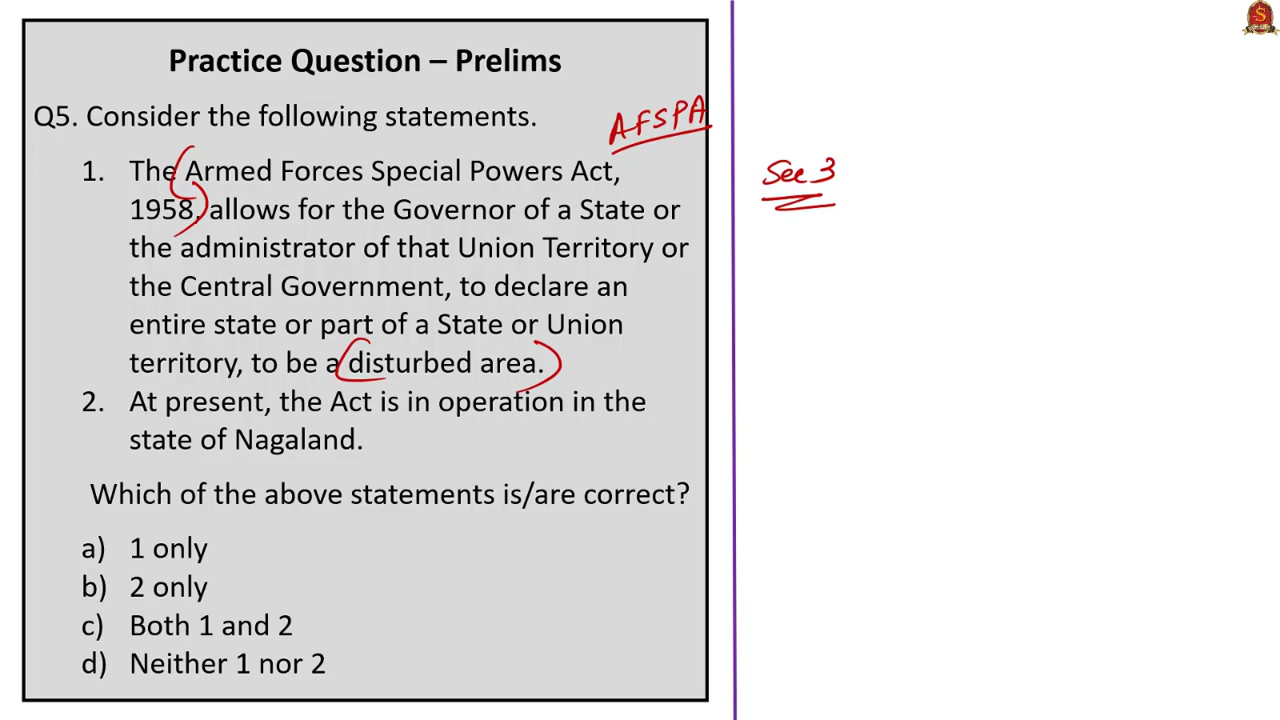 Practice Question – Prelims
Q5. Consider the following statements.
AFSPA
1. The Armed Forces Special Powers Act,
1958, allows for the Governor of a State or
the administrator of that Union Territory or
the Central Government, to declare an
entire state or part of a State or Union
territory, to be a disturbed area.
2. At present, the Act is in operation in the
state of Nagaland.
Which of the above statements is/are correct?
a) 1 only
b) 2 only
c) Both 1 and 2
d) Neither 1 nor 2
Sec 3